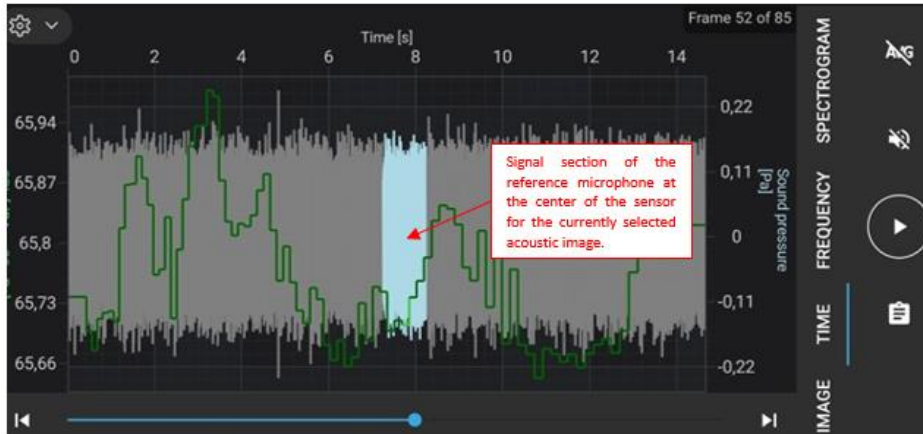 Frame 52 of 85
Time [s]
0 2 4 6 8 10 12 14
65,94
65,87
65,8
65,73
65,66
0,22
0,11
0
-0,11
-0,22
Sound pressure
[Pa]
Signal section of the
reference microphone at
the center of the sensor
for the currently selected
acoustic image.
SPECTROGRAM
FREQUENCY
TIME
IMAGE
AVG